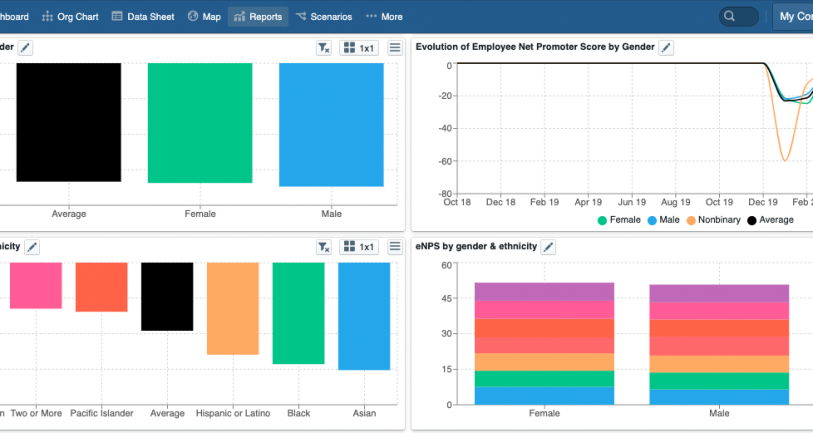 hboard Org Chart Data Sheet Map Reports Scenarios More My Cor
der 1x1
Average Female Male
Evolution of Employee Net Promoter Score by Gender
0
-20
-40
-60
-80
Oct 18 Dec 18 Feb 19 Apr 19 Jun 19 Aug 19 Oct 19 Dec 19 Feb 2
Female Male Nonbinary Average
nicity 1x1
n Two or More Pacific Islander Average Hispanic or Latino Black Asian
eNPS by gender & ethnicity
60
45
30
15
0
Female Male